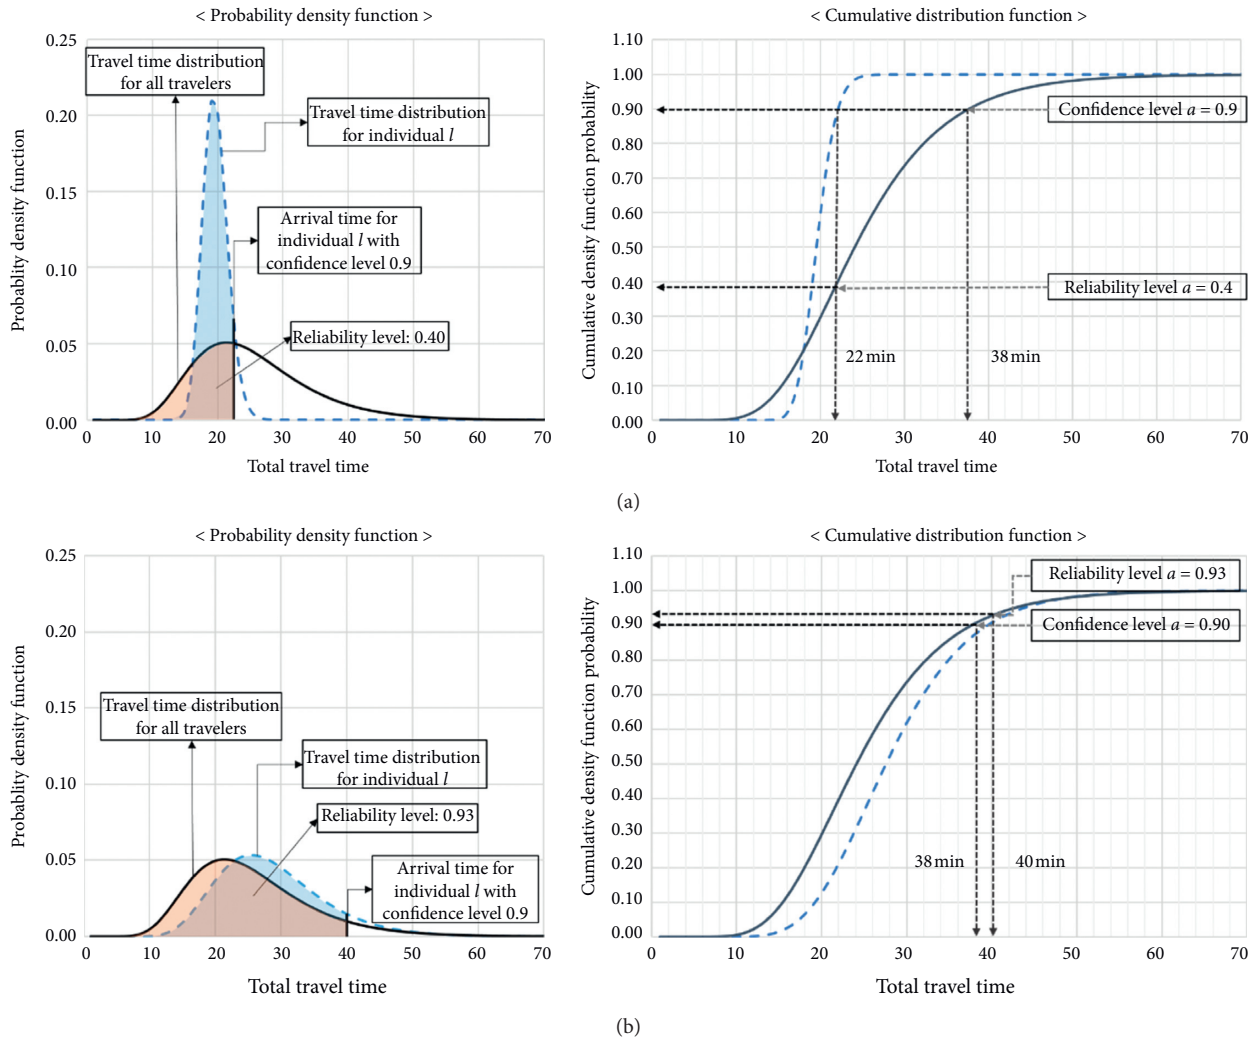 < Probability density function >
0.25
0.20
0.15
0.10
0.05
0.00
Probablity density function
Travel time distribution
for all travelers
Travel time distribution
for individual l
Arrival time for
individual l with
confidence level 0.9
Reliability level: 0.40
0 10 20 30 40 50 60 70
Total travel time
< Cumulative distribution function >
1.10
1.00
0.90
0.80
0.70
0.60
0.50
0.40
0.30
0.20
0.10
0.00
Cumulative density function probability
Confidence level a = 0.9
Reliability level a = 0.4
22 min
38 min
0 10 20 30 40 50 60 70
Total travel time
(a)
< Probability density function >
0.25
0.20
0.15
0.10
0.05
0.00
Probablity density function
Travel time distribution
for all travelers
Travel time distribution
for individual l
Reliability level: 0.93
Arrival time for
individual l with
confidence level 0.9
0 10 20 30 40 50 60 70
Total travel time
< Cumulative distribution function >
1.10
1.00
0.90
0.80
0.70
0.60
0.50
0.40
0.30
0.20
0.10
0.00
Cumulative density function probability
Reliability level a = 0.93
Confidence level a = 0.90
38 min
40 min
0 10 20 30 40 50 60 70
Total travel time
(b)